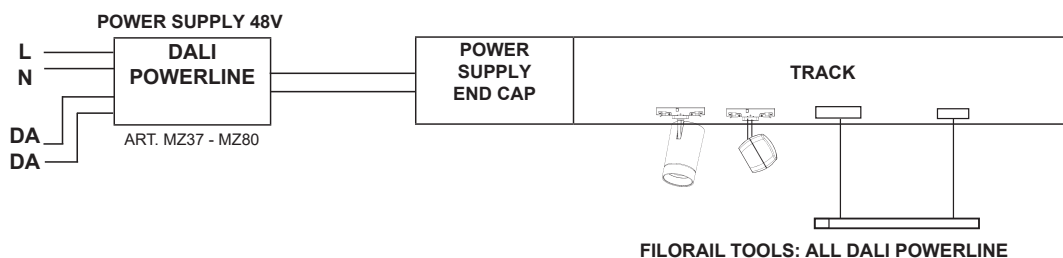 POWER SUPPLY 48V
L
N
DA
DA
DALI
POWERLINE
ART. MZ37 - MZ80
POWER
SUPPLY
END CAP
TRACK
FILORAIL TOOLS: ALL DALI POWERLINE